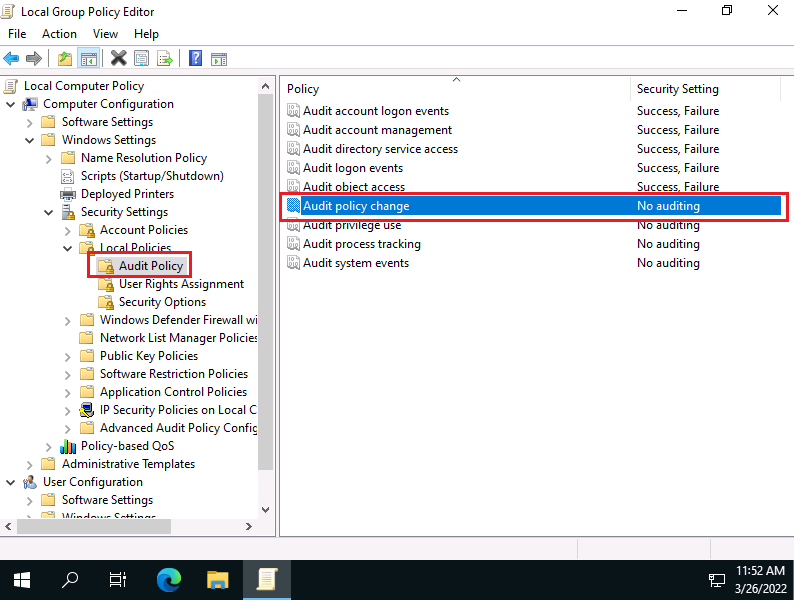 Local Group Policy Editor
File Action View Help
Local Computer Policy
Computer Configuration
Software Settings
Windows Settings
Name Resolution Policy
Scripts (Startup/Shutdown)
Deployed Printers
Security Settings
Account Policies
Local Policies
Audit Policy
User Rights Assignment
Security Options
Windows Defender Firewall wi
Network List Manager Policies
Public Key Policies
Software Restriction Policies
Application Control Policies
IP Security Policies on Local C
Advanced Audit Policy Config
Policy-based QoS
Administrative Templates
User Configuration
Software Settings
Windows Settings
Policy Security Setting
Audit account logon events Success, Failure
Audit account management Success, Failure
Audit directory service access Success, Failure
Audit logon events Success, Failure
Audit object access Success, Failure
Audit policy change No auditing
Audit privilege use No auditing
Audit process tracking No auditing
Audit system events No auditing
11:52 AM
3/26/2022